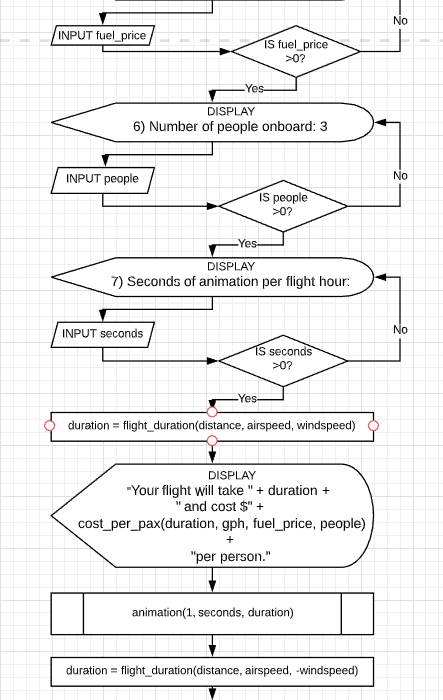 No
INPUT fuel_price
IS fuel_price
>0?
Yes
DISPLAY
6) Number of people onboard: 3
INPUT people
No
IS people
>0?
Yes
DISPLAY
7) Seconds of animation per flight hour:
INPUT seconds
No
IS seconds
>0?
Yes
duration = flight_duration(distance, airspeed, windspeed)
DISPLAY
"Your flight will take " + duration +
" and cost $" +
cost_per_pax(duration, gph, fuel_price, people)
+
"per person."
animation(1, seconds, duration)
duration = flight_duration(distance, airspeed, -windspeed)